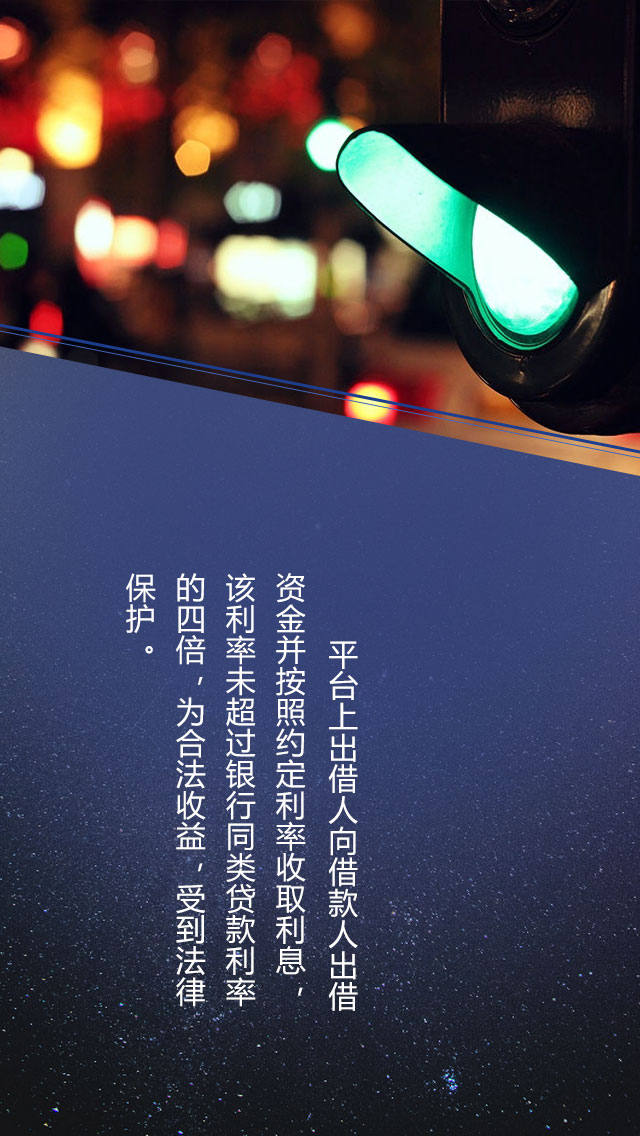 平台上出借人向借款人出借
资金并按照约定利率收取利息，
该利率未超过银行同类贷款利率
的四倍，为合法收益，受到法律
保护。